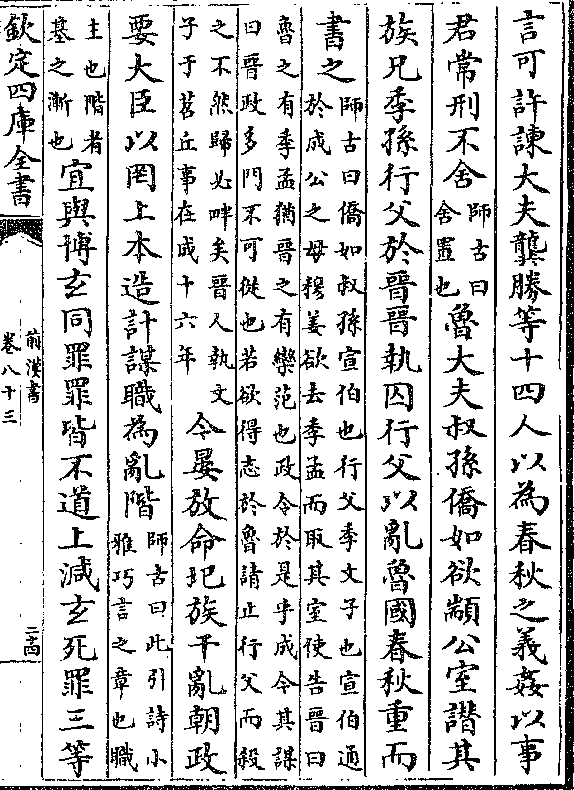 言可許諫大夫龔勝等十四人以為春秋之義姦以事
君常刑不舍
師古曰
舍置也
魯大夫叔孫僑如欲顓公室譖其
族兄季孫行父於晉晉執囚行父以亂魯國春秋重而
書之
師古曰僑如叔孫宣伯也行父季文子也宣伯通
於成公之母穆姜欲去季孟而取其室使告晉曰
魯之有季孟猶晉之有欒范也政令於是乎成今其謀
曰晉政多門不可從也若欲得志於魯請止行父而殺
之不然歸必畔矣晉人執文
子于苕丘事在成十六年
今晏放命圯族干亂朝政
要大臣以罔上本造計謀職為亂階
師古曰此引詩小
雅巧言之章也職
主也階者
基之漸也
宜與博玄同罪罪皆不道上減玄死罪三等
欽定四庫全書
前漢書
卷八十三
二十四